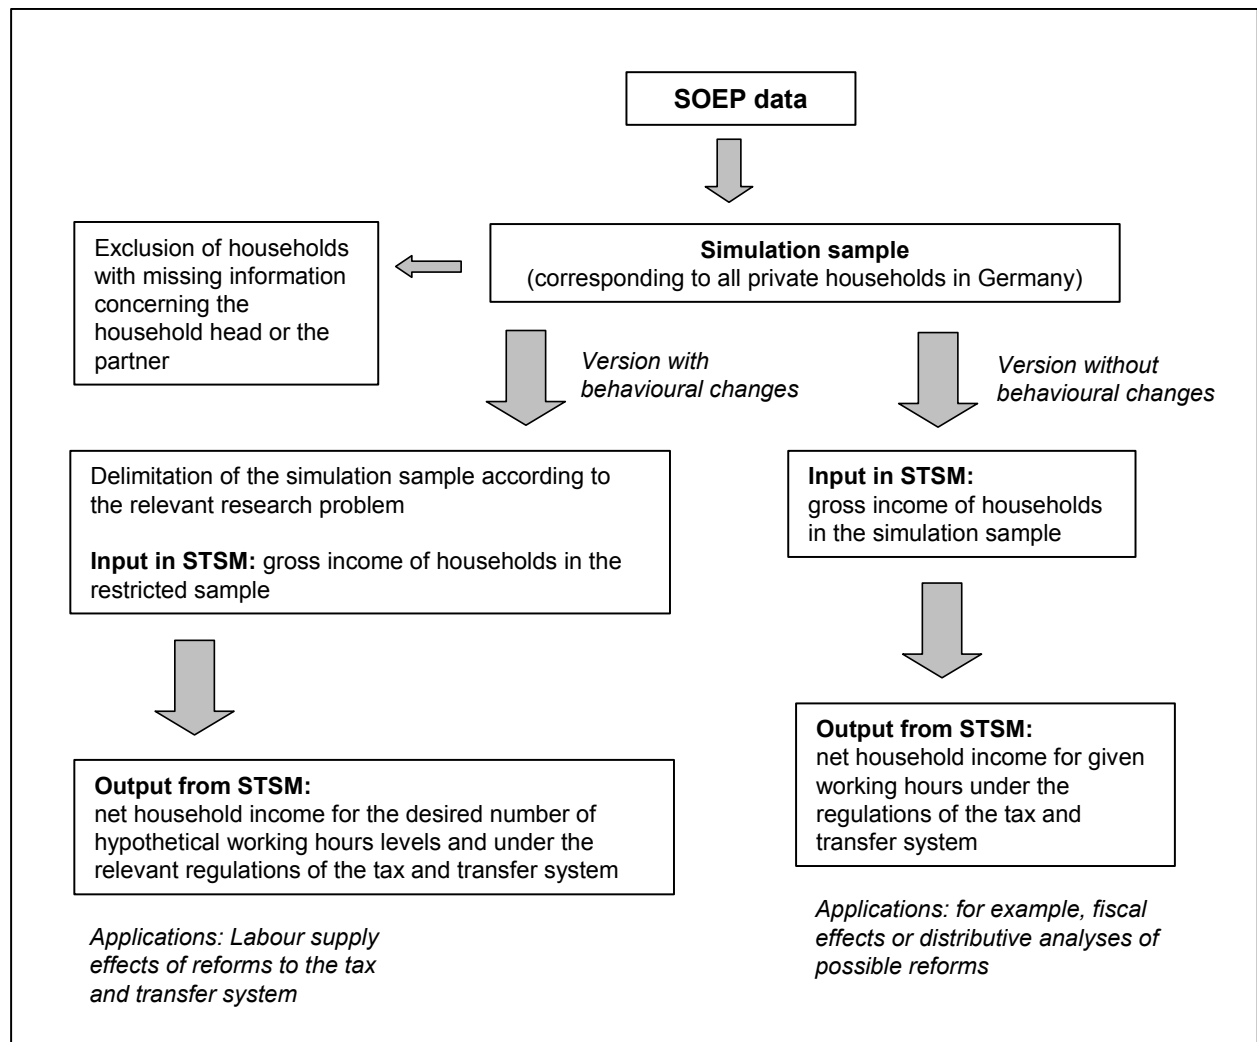 SOEP data
Simulation sample
(corresponding to all private households in Germany)
Exclusion of households
with missing information
concerning the
household head or the
partner
Version with
behavioural changes
Version without
behavioural changes
Delimitation of the simulation sample according to
the relevant research problem
Input in STSM: gross income of households in the
restricted sample
Input in STSM:
gross income of households
in the simulation sample
Output from STSM:
net household income for the desired number of
hypothetical working hours levels and under the
relevant regulations of the tax and transfer system
Output from STSM:
net household income for given
working hours under the
regulations of the tax and
transfer system
Applications: Labour supply
effects of reforms to the tax
and transfer system
Applications: for example, fiscal
effects or distributive analyses of
possible reforms